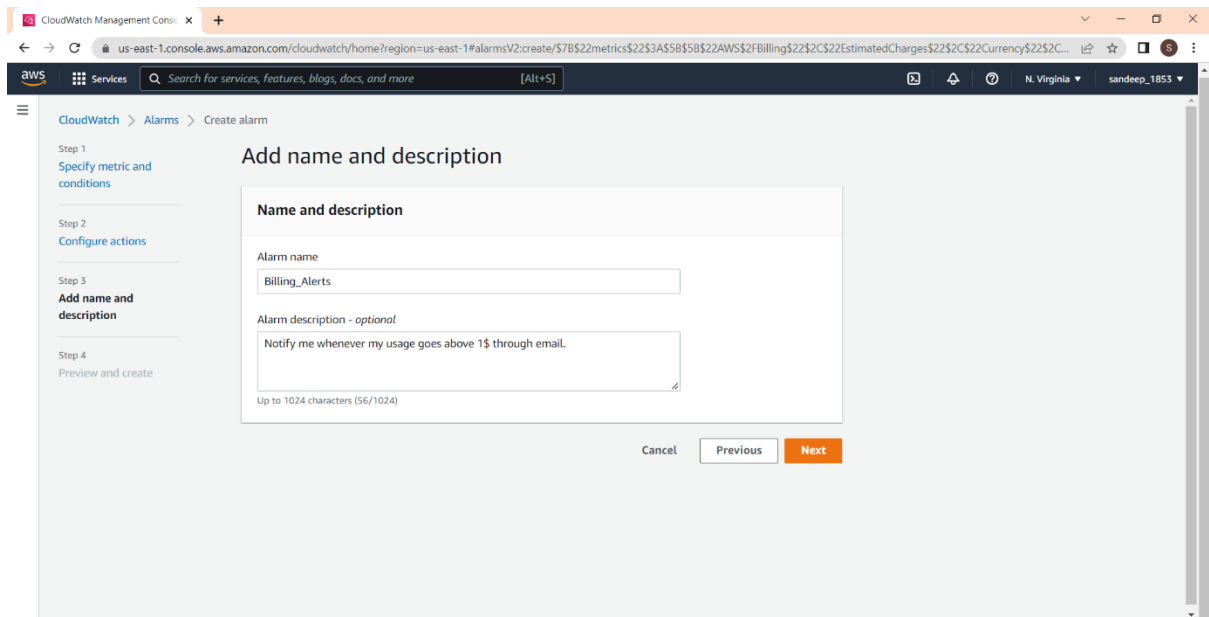 CloudWatch Management Conso
us-east-1.console.aws.amazon.com/cloudwatch/home?region=us-east-1#alarmsV2:create/$7B$22metrics$22$3A$5B$5B$22AWS$2FBilling$22$2C$22EstimatedCharges$22$2C$22Currency$22$2C...
S
aws Services Search for services, features, blogs, docs, and more [Alt+S] N. Virginia sandeep_1853
CloudWatch > Alarms > Create alarm
Step 1
Specify metric and
conditions
Step 2
Configure actions
Step 3
Add name and
description
Step 4
Preview and create
Add name and description
Name and description
Alarm name
Billing_Alerts
Alarm description - optional
Notify me whenever my usage goes above 1$ through email.
Up to 1024 characters (56/1024)
Cancel Previous Next